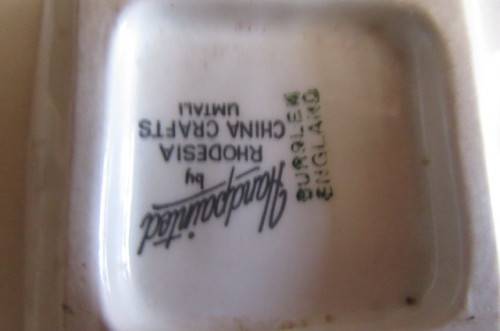 Handpainted
by
RHODESIA
CHINA CRAFTS
UMTALI
BURSLEM
ENGLAND